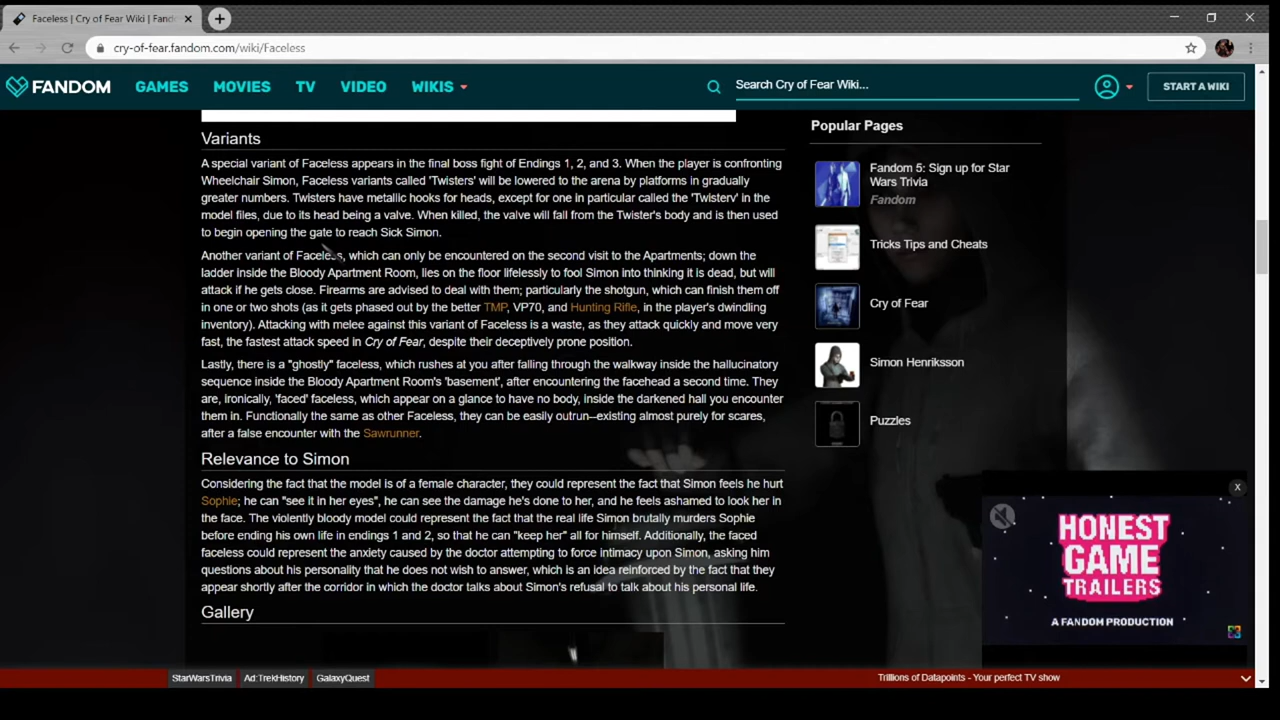 Faceless | Cry of Fear Wiki | Fand
cry-of-fear.fandom.com/wiki/Faceless
FANDOM GAMES MOVIES TV VIDEO WIKIS Search Cry of Fear Wiki... START A WIKI
Variants
A special variant of Faceless appears in the final boss fight of Endings 1, 2, and 3. When the player is confronting
Wheelchair Simon, Faceless variants called 'Twisters' will be lowered to the arena by platforms in gradually
greater numbers. Twisters have metallic hooks for heads, except for one in particular called the 'Twisterv' in the
model files, due to its head being a valve. When killed, the valve will fall from the Twister's body and is then used
to begin opening the gate to reach Sick Simon.
Another variant of Faceless, which can only be encountered on the second visit to the Apartments; down the
ladder inside the Bloody Apartment Room, lies on the floor lifelessly to fool Simon into thinking it is dead, but will
attack if he gets close. Firearms are advised to deal with them; particularly the shotgun, which can finish them off
in one or two shots (as it gets phased out by the better TMP, VP70, and Hunting Rifle, in the player's dwindling
inventory). Attacking with melee against this variant of Faceless is a waste, as they attack quickly and move very
fast, the fastest attack speed in Cry of Fear, despite their deceptively prone position.
Lastly, there is a "ghostly" faceless, which rushes at you after falling through the walkway inside the hallucinatory
sequence inside the Bloody Apartment Room's 'basement', after encountering the facehead a second time. They
are, ironically, 'faced' faceless, which appear on a glance to have no body, inside the darkened hall you encounter
them in. Functionally the same as other Faceless, they can be easily outrun--existing almost purely for scares,
after a false encounter with the Sawrunner.
Relevance to Simon
Considering the fact that the model is of a female character, they could represent the fact that Simon feels he hurt
Sophie; he can "see it in her eyes", he can see the damage he's done to her, and he feels ashamed to look her in
the face. The violently bloody model could represent the fact that the real life Simon brutally murders Sophie
before ending his own life in endings 1 and 2, so that he can "keep her" all for himself. Additionally, the faced
faceless could represent the anxiety caused by the doctor attempting to force intimacy upon Simon, asking him
questions about his personality that he does not wish to answer, which is an idea reinforced by the fact that they
appear shortly after the corridor in which the doctor talks about Simon's refusal to talk about his personal life.
Gallery
Popular Pages
Fandom 5: Sign up for Star
Wars Trivia
Fandom
Tricks Tips and Cheats
Cry of Fear
Simon Henriksson
Puzzles
X
HONEST
GAME
TRAILERS
A FANDOM PRODUCTION
StarWarsTrivia Ad:TrekHistory GalaxyQuest Trillions of Datapoints - Your perfect TV show